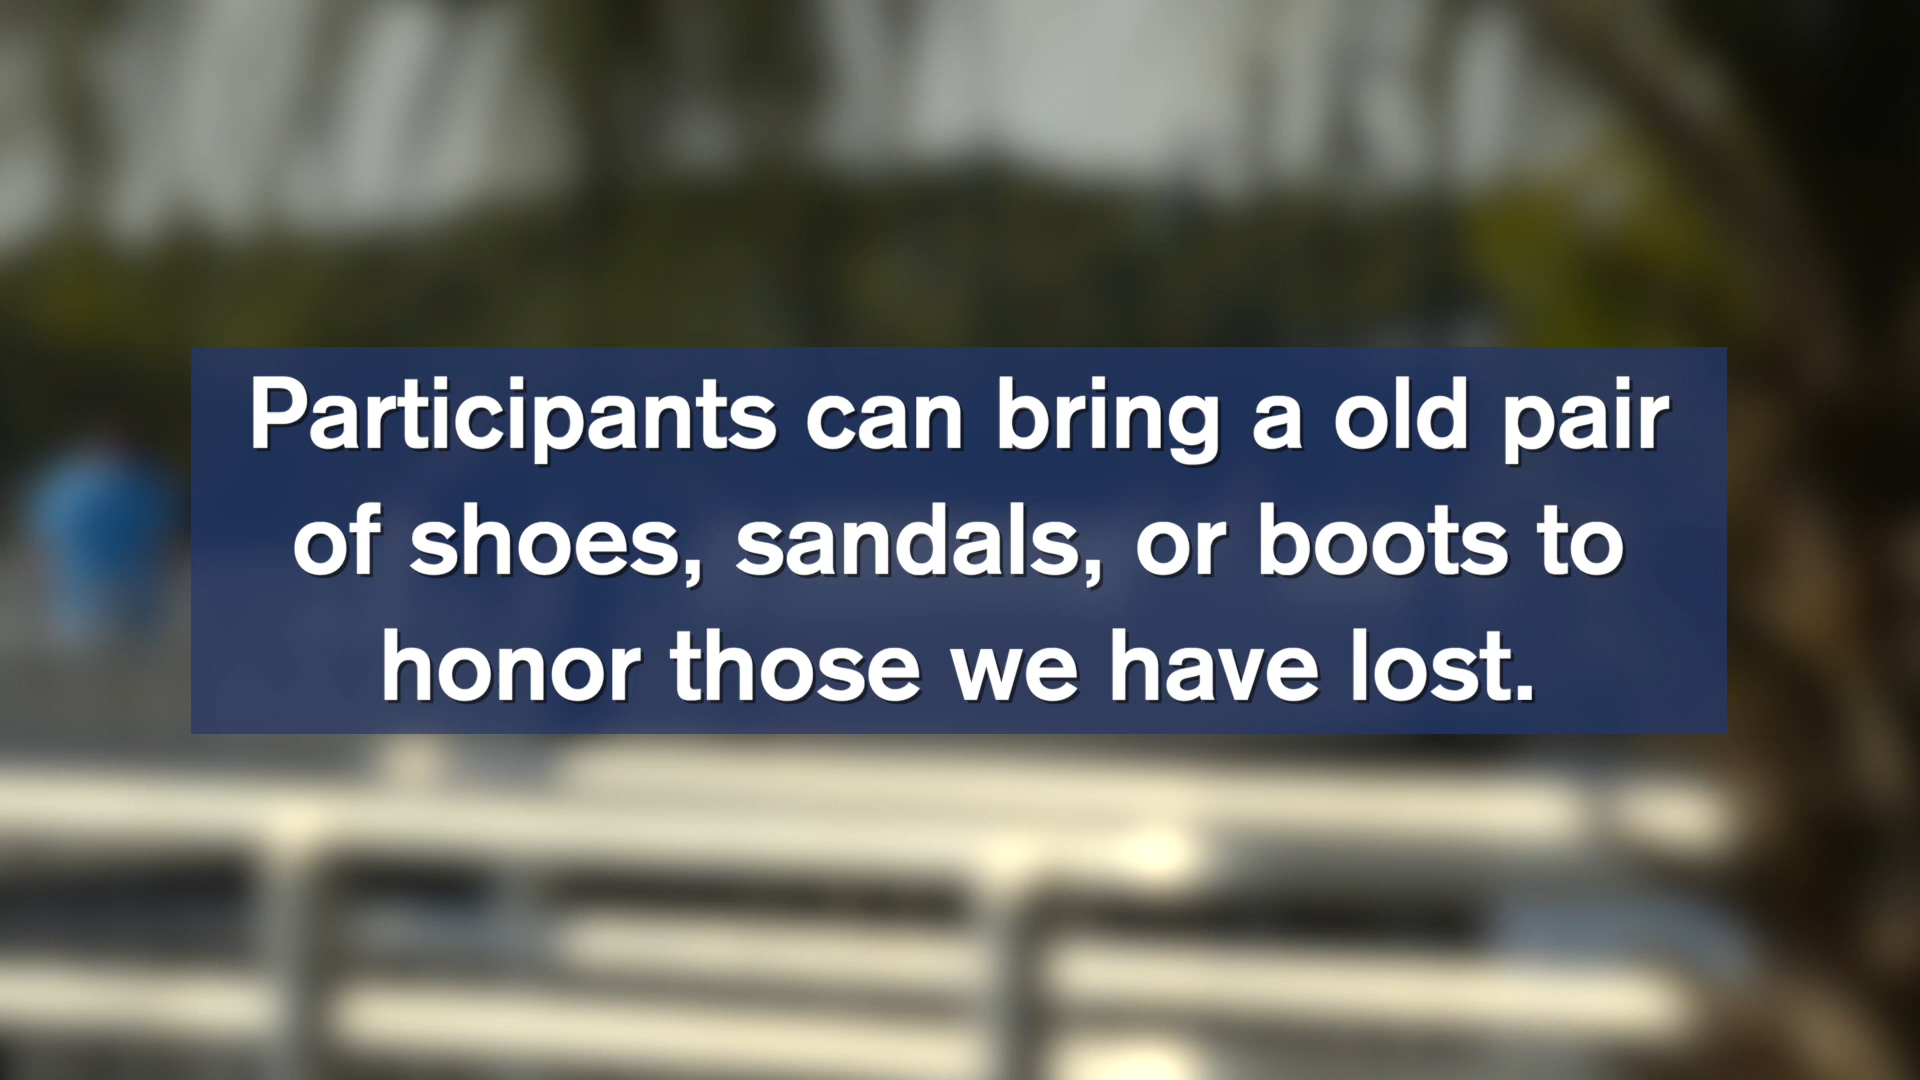 Participants can bring a old pair
of shoes, sandals, or boots to
honor those we have lost.